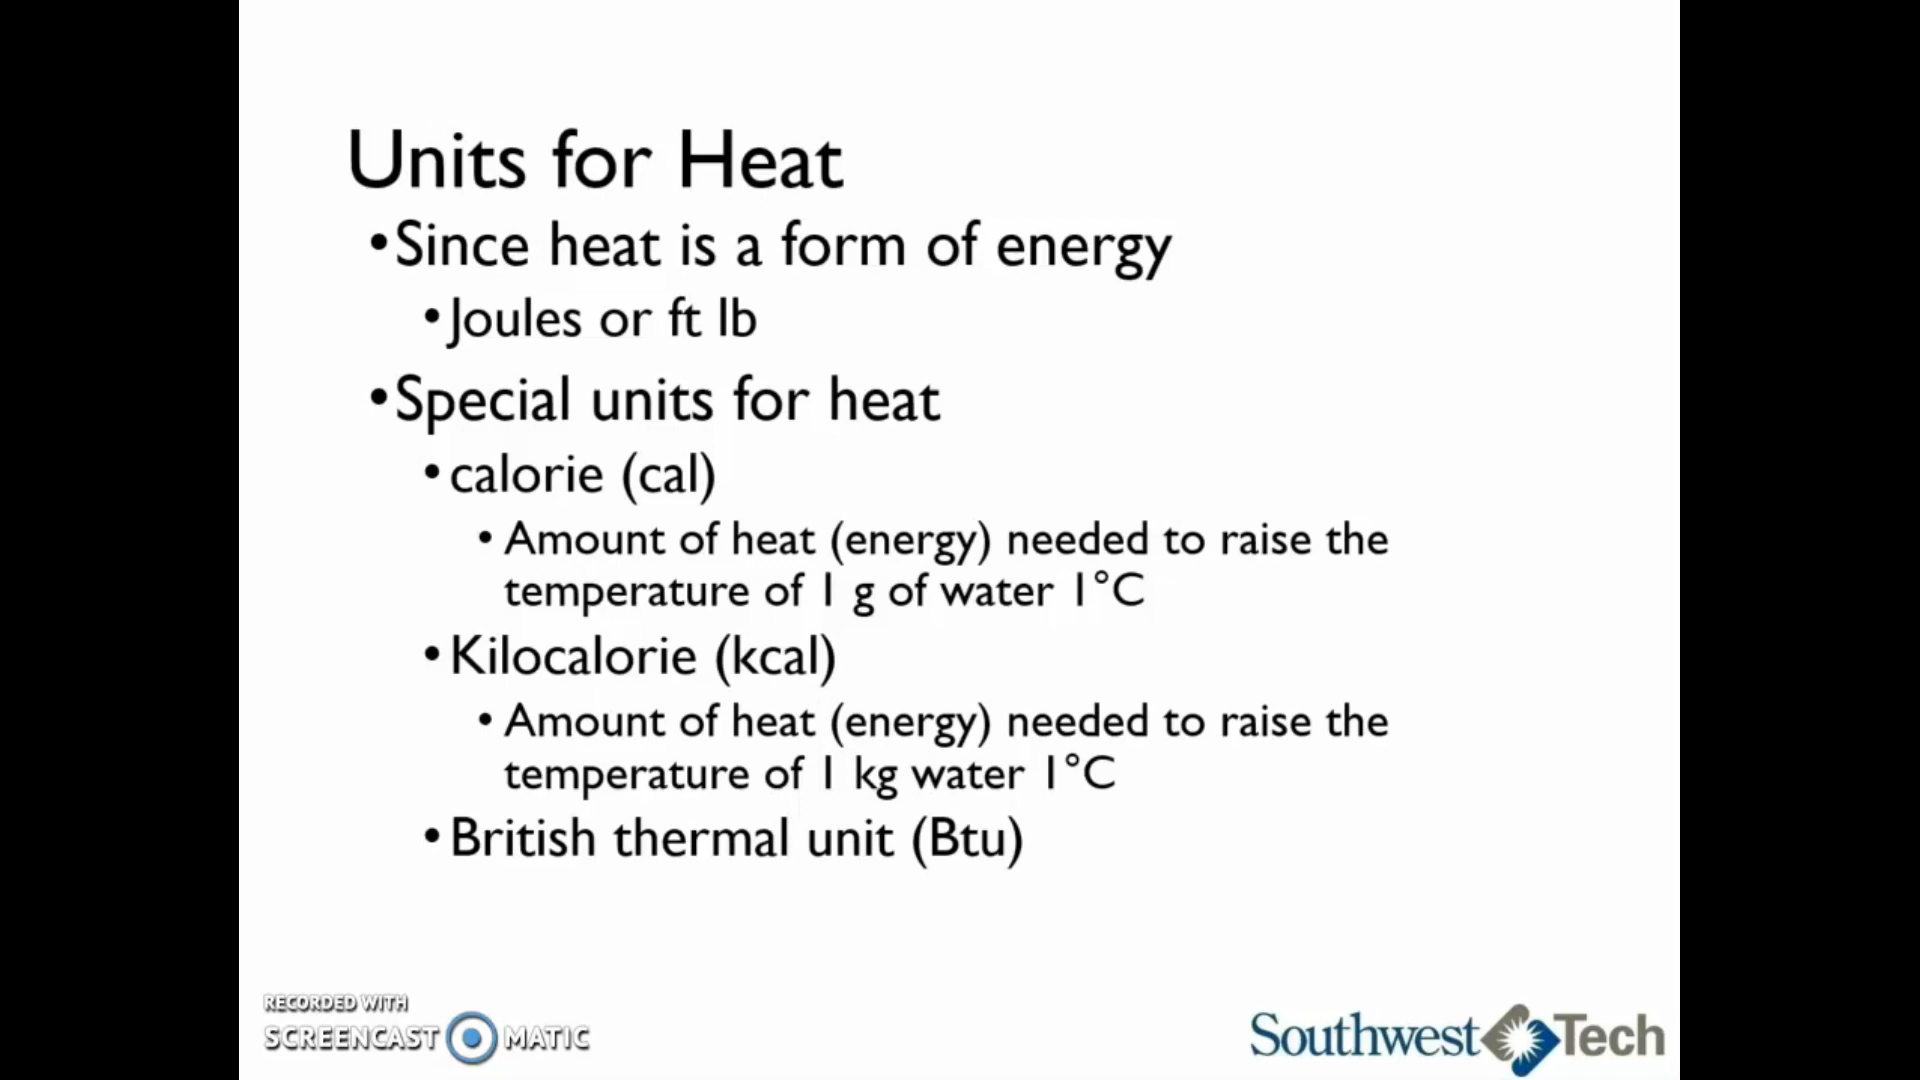 Units for Heat
•Since heat is a form of energy
•Joules or ft lb
•Special units for heat
•calorie (cal)
•Amount of heat (energy) needed to raise the
temperature of 1 g of water 1°C
•Kilocalorie (kcal)
•Amount of heat (energy) needed to raise the
temperature of 1 kg water 1°C
•British thermal unit (Btu)
RECORDED WITH
SCREENCAST MATIC
Southwest Tech